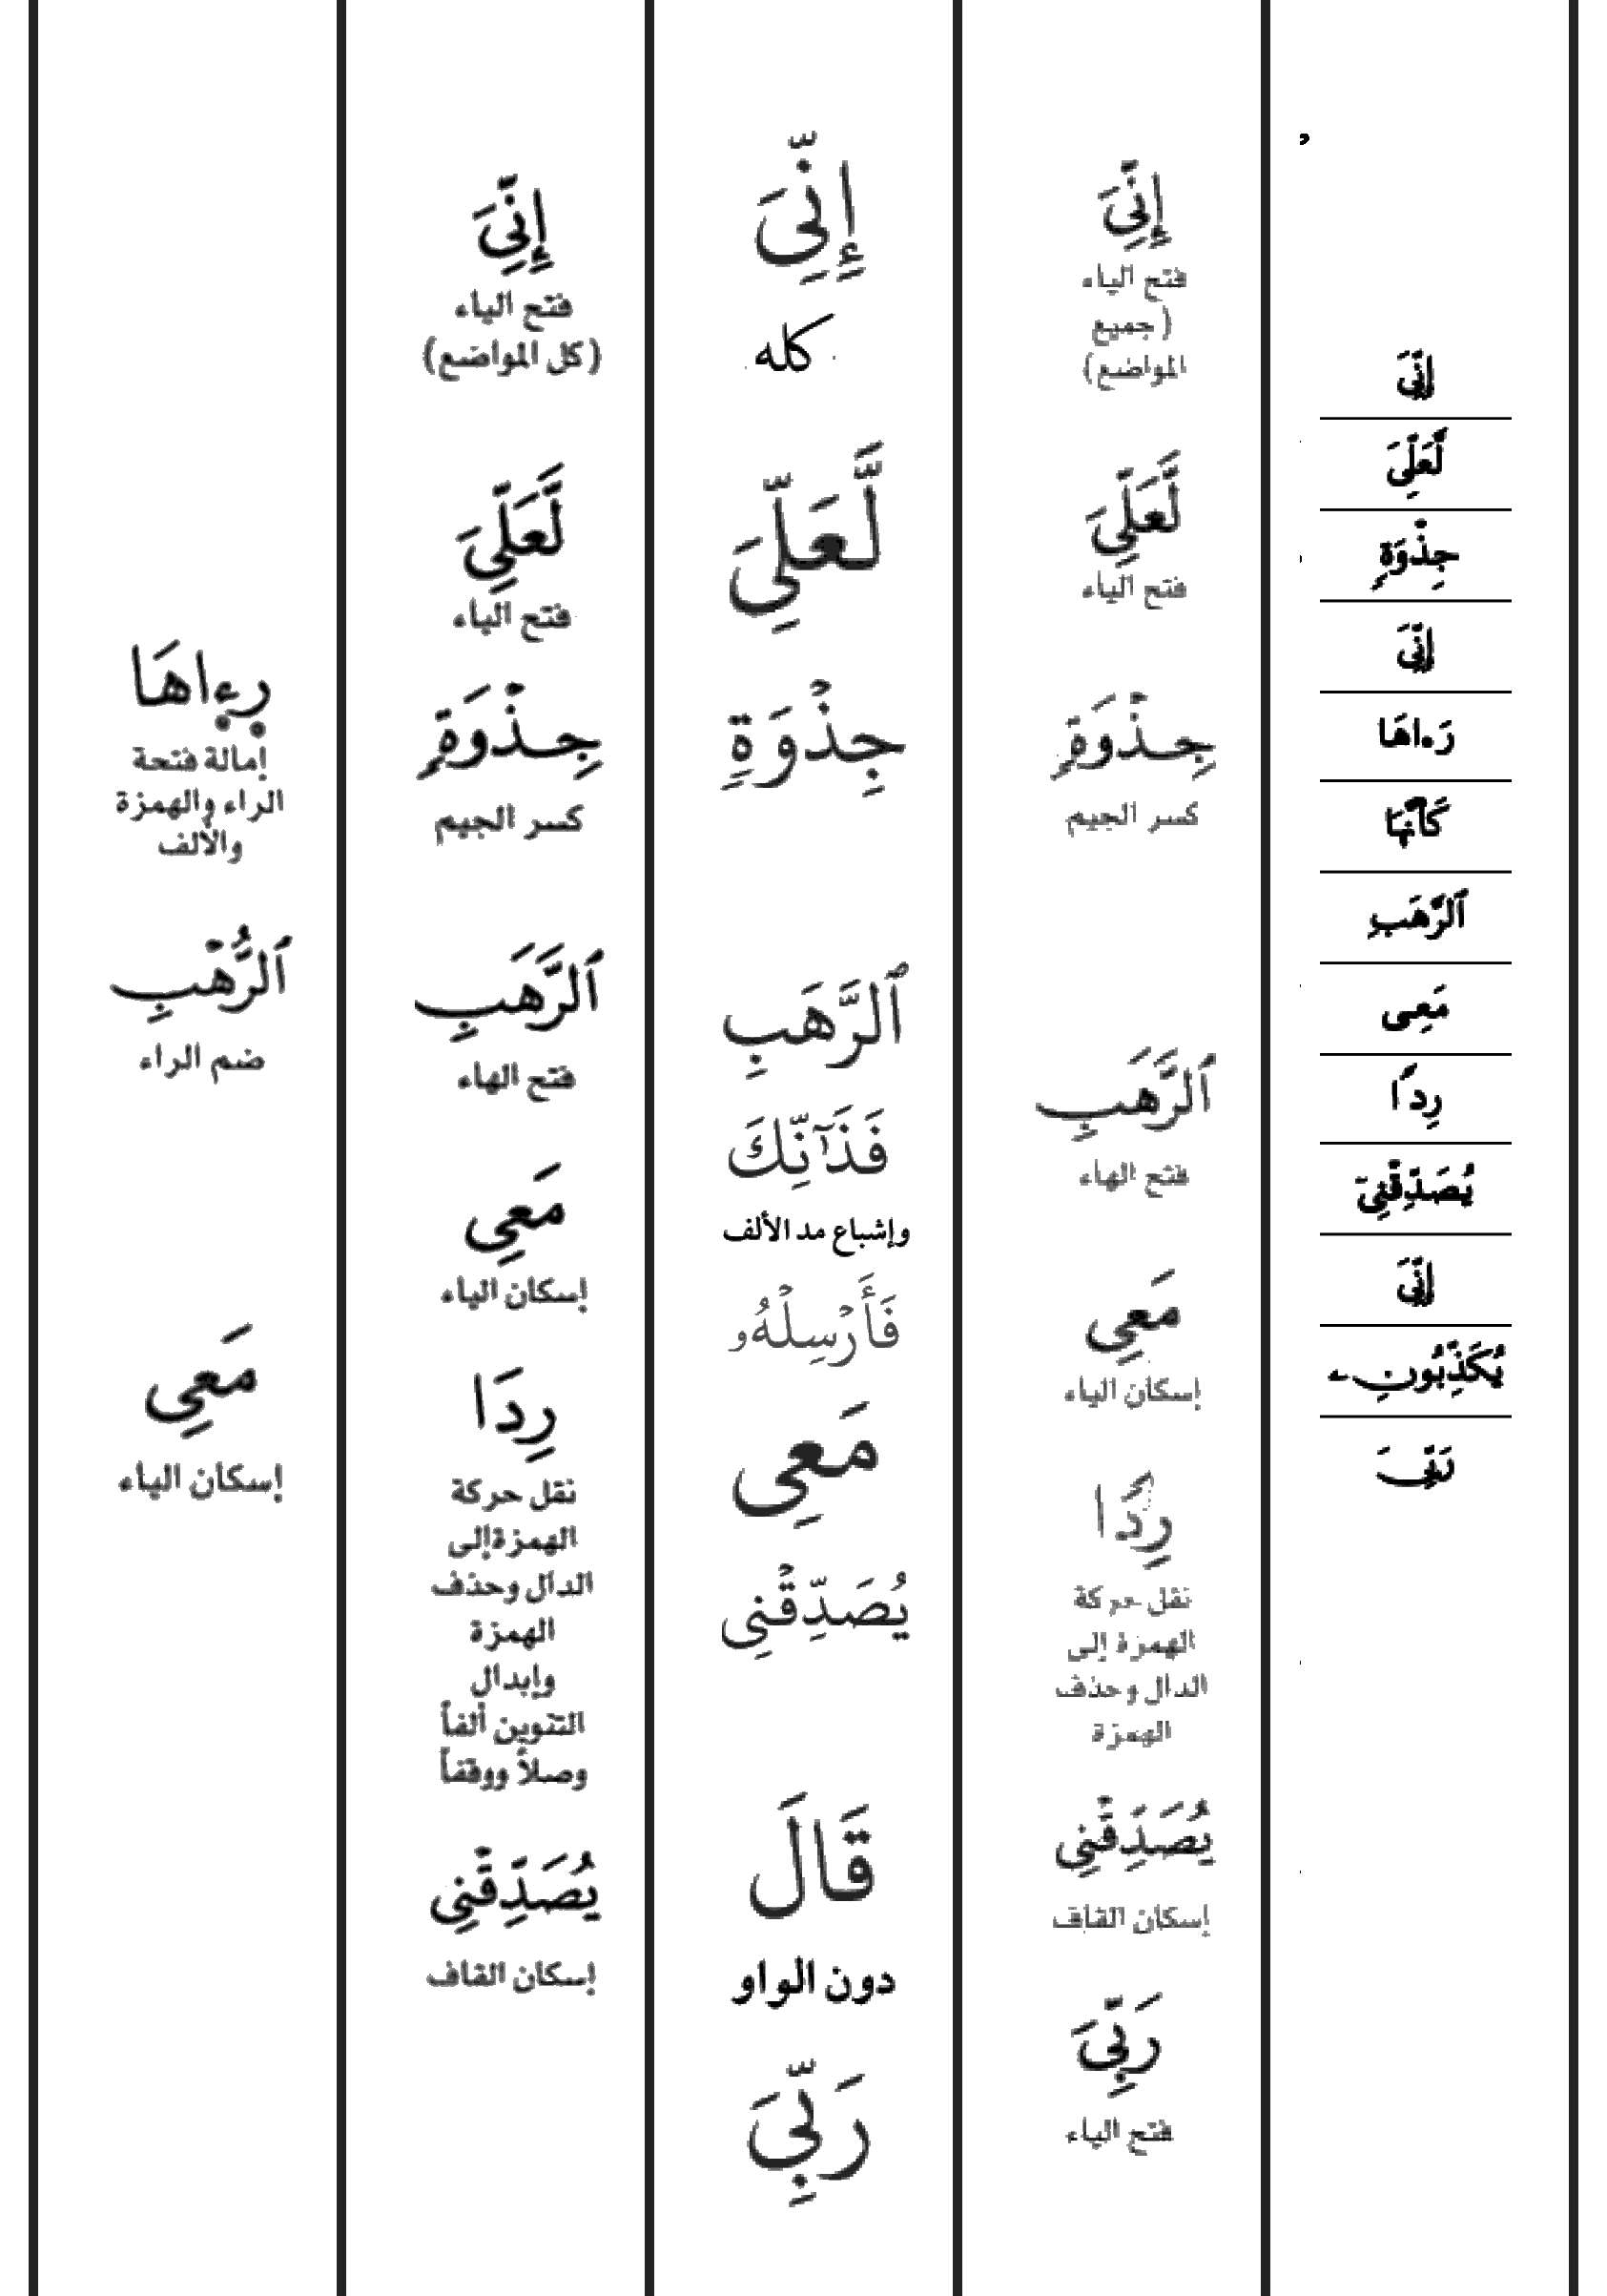 إِنِّىَ
لَّعَلِّىَ
جِذْوَةٍ
إِنِّىَ
رَءاهَا
كَأَنَّهَا
ٱلرَّهَبِ
مَعِى
رِدًا
يُصَدِّقْنِىٓ
إِنِّىَ
يُكَذِّبُونِۦ
رَبِّىَ
إِنِّىَ
فتح الياء
(جميع
المواضع)
لَّعَلِّىَ
فتح الياء
جِذْوَةٍ
كسر الجيم
ٱلرَّهَبِ
فتح الهاء
مَعِى
إسكان الياء
رِدًا
نقل حركة
الهمزة إلى
الدال وحذف
الهمزة
يُصَدِّقْنِى
إسكان القاف
رَبِّىَ
فتح الياء
إِنِّىَ
كله
لَّعَلِّىَ
جِذْوَةٍ
ٱلرَّهَبِ
فَذَٰٓنِّكَ
وإشباع مد الألف
فَأَرْسِلْهُۥ
مَعِى
يُصَدِّقْنِى
قَالَ
دون الواو
رَبِّىَ
إِنِّىَ
فتح الياء
(كل المواضع)
لَّعَلِّىَ
فتح الياء
جِذْوَةٍ
كسر الجيم
ٱلرَّهَبِ
فتح الهاء
مَعِى
إسكان الياء
رِدَا
نقل حركة
الهمزة إلى
الدال وحذف
الهمزة
وإبدال
التنوين ألفاً
وصلاً ووقفاً
يُصَدِّقْنِى
إسكان القاف
رءاهَا
إمالة فتحة
الراء والهمزة
والألف
ٱلرُّهْبِ
ضم الراء
مَعِى
إسكان الياء